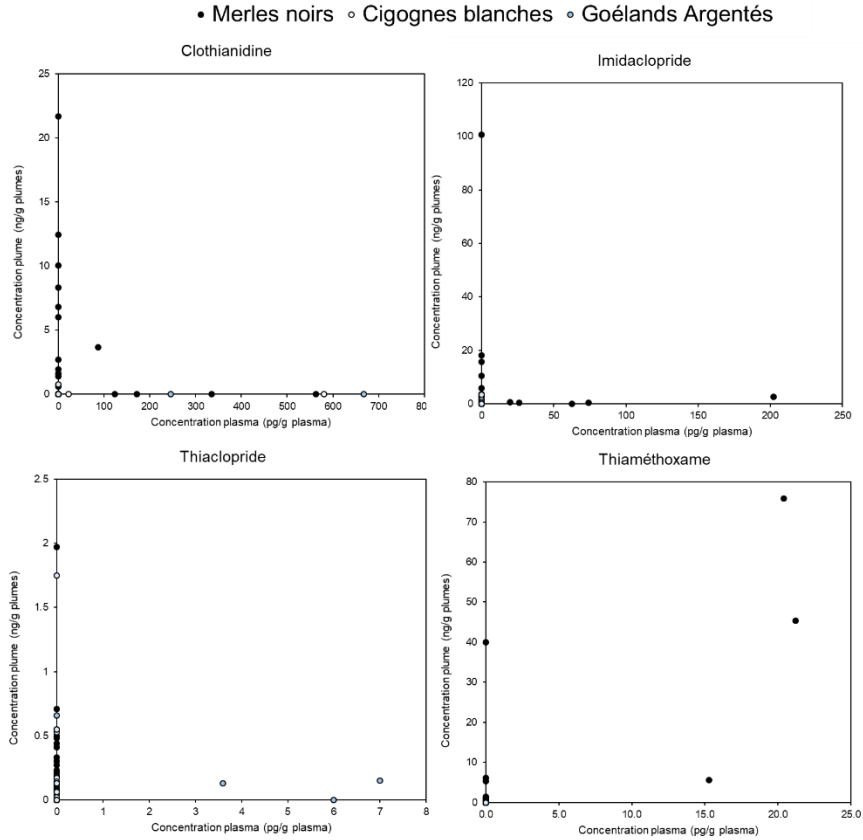 • Merles noirs ○ Cigognes blanches ● Goélands Argentés
Clothianidine
Concentration plume (ng/g plumes)
25
20
15
10
5
0
0 100 200 300 400 500 600 700 80
Concentration plasma (pg/g plasma)
Imidaclopride
Concentration plume (ng/g plumes)
120
100
80
60
40
20
0
0 50 100 150 200 250
Concentration plasma (pg/g plasma)
Thiaclopride
Concentration plume (ng/g plumes)
2.5
2
1.5
1
0.5
0
0 1 2 3 4 5 6 7 8
Concentration plasma (pg/g plasma)
Thiaméthoxame
Concentration plume (ng/g plumes)
80
70
60
50
40
30
20
10
0
0.0 5.0 10.0 15.0 20.0 25.0
Concentration plasma (pg/g plasma)